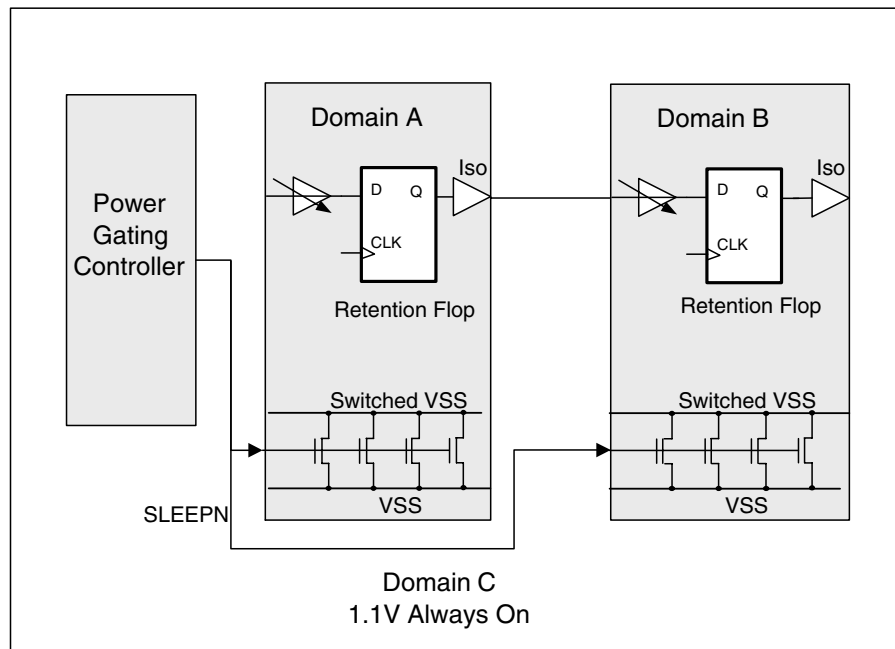 Power
Gating
Controller
Domain A
Iso
D
Q
CLK
Retention Flop
Switched VSS
VSS
Domain B
Iso
D
Q
CLK
Retention Flop
Switched VSS
VSS
SLEEPN
Domain C
1.1V Always On